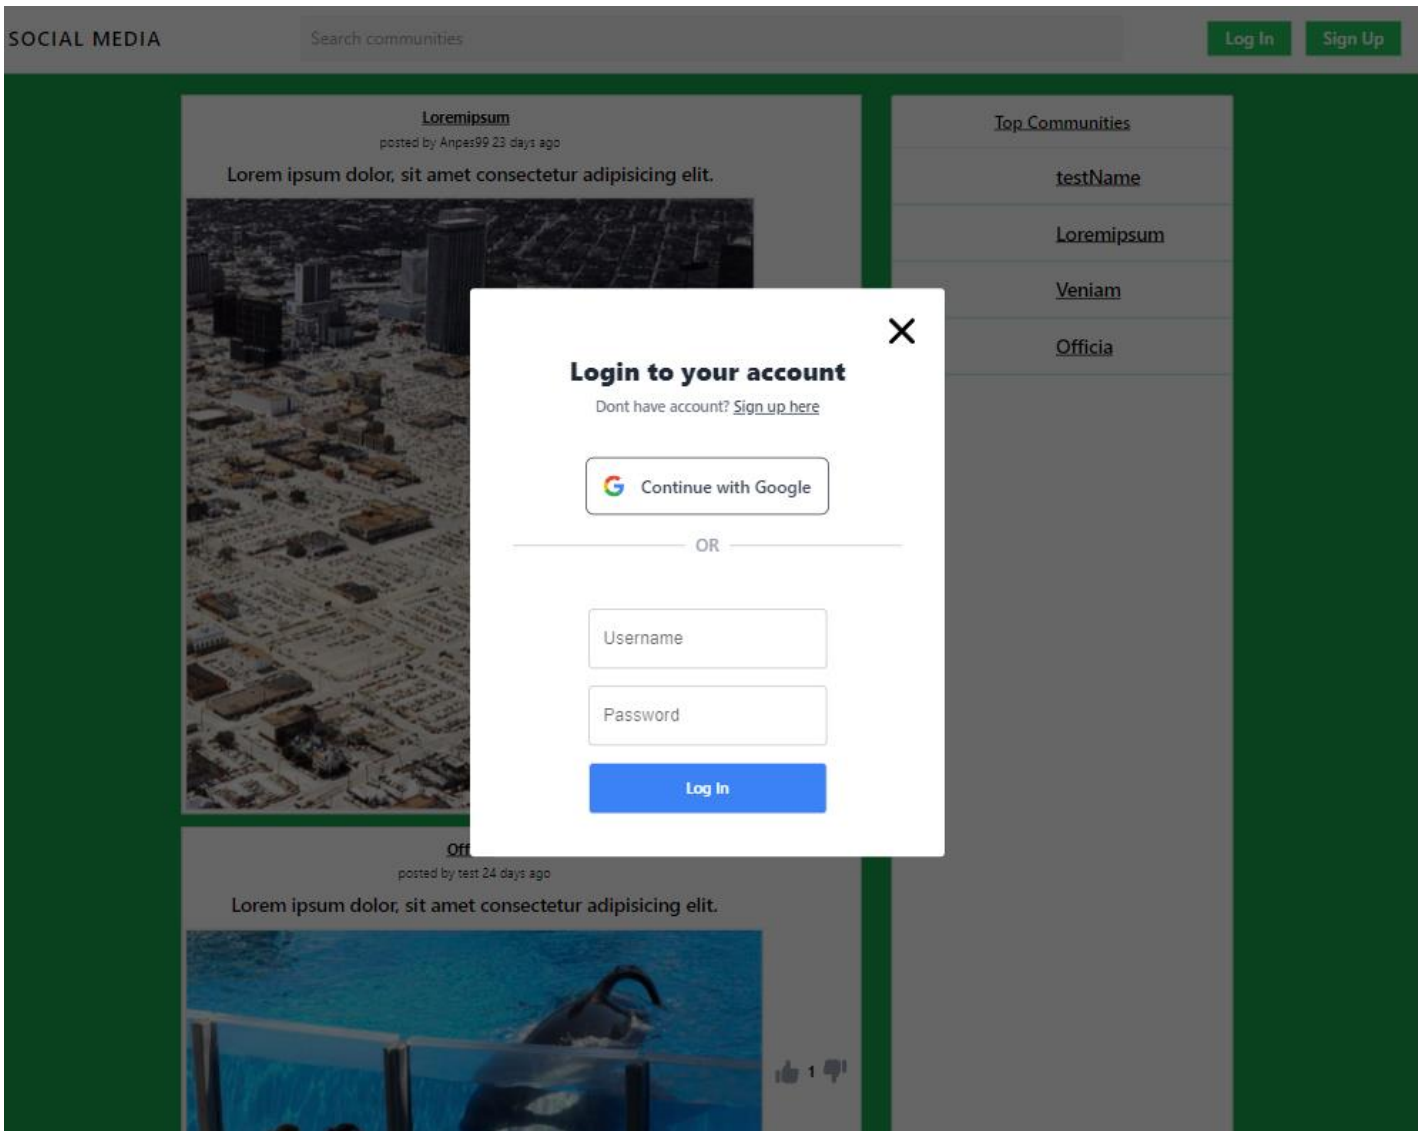 SOCIAL MEDIA
Search communities
Log In
Sign Up
Loremipsum
posted by Anpes99 23 days ago
Lorem ipsum dolor, sit amet consectetur adipisicing elit.
Top Communities
testName
Loremipsum
Veniam
Officia
Login to your account
Dont have account? Sign up here
Continue with Google
OR
Username
Password
Log In
Off
posted by test 24 days ago
Lorem ipsum dolor, sit amet consectetur adipisicing elit.
1